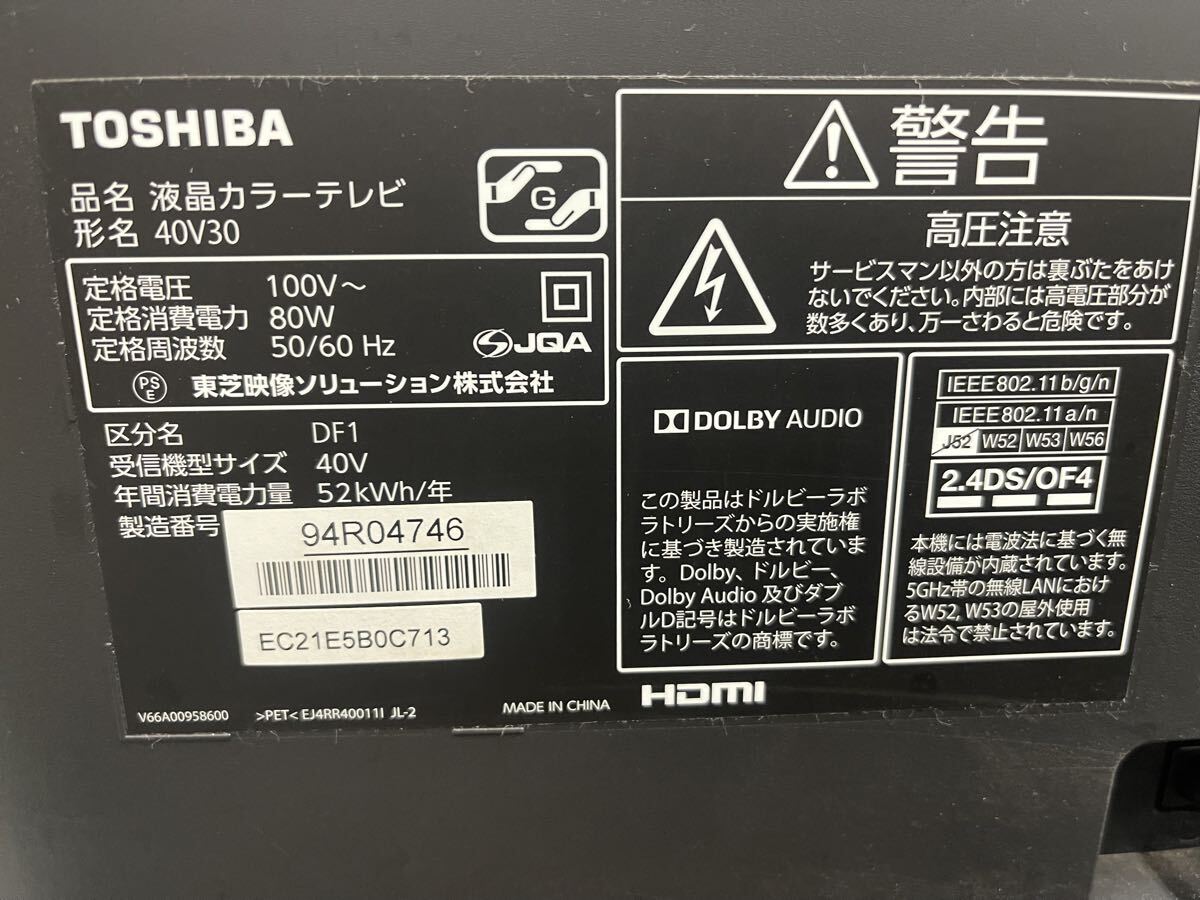 TOSHIBA
品名 液晶カラーテレビ
形名 40V30
G
定格電圧 100V～
定格消費電力 80W
定格周波数 50/60 Hz
JQA
PS
E
東芝映像ソリューション株式会社
区分名 DF1
受信機型サイズ 40V
年間消費電力量 52kWh/年
製造番号
94R04746
EC21E5B0C713
V66A00958600 >PET< EJ4RR40011I JL-2 MADE IN CHINA
警告
高圧注意
サービスマン以外の方は裏ぶたをあけ
ないでください。内部には高電圧部分が
数多くあり、万一さわると危険です。
DOLBY AUDIO
この製品はドルビーラボ
ラトリーズからの実施権
に基づき製造されていま
す。Dolby、ドルビー、
Dolby Audio 及びダブ
ルD記号はドルビーラボ
ラトリーズの商標です。
HDMI
IEEE802.11b/g/n
IEEE802.11a/n
J52 W52 W53 W56
2.4DS/OF4
本機には電波法に基づく無
線設備が内蔵されています。
5GHz帯の無線LANにおけ
るW52, W53の屋外使用
は法令で禁止されています。